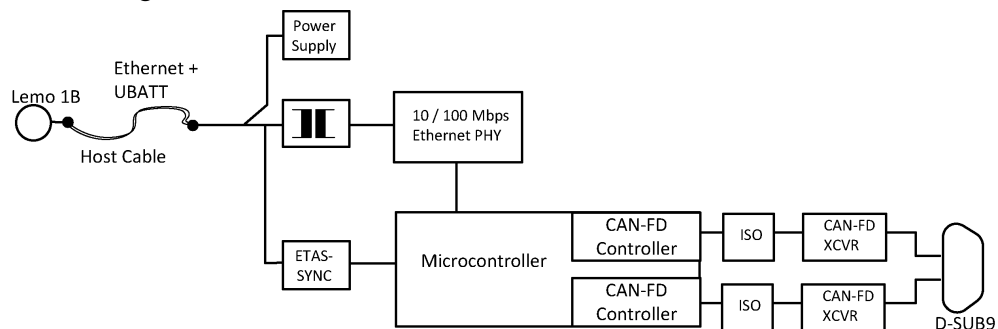 Power
Supply
Ethernet +
UBATT
Lemo 1B
Host Cable
10 / 100 Mbps
Ethernet PHY
CAN-FD
Controller
ISO
CAN-FD
XCVR
ETAS-
SYNC
Microcontroller
CAN-FD
Controller
ISO
CAN-FD
XCVR
D-SUB9